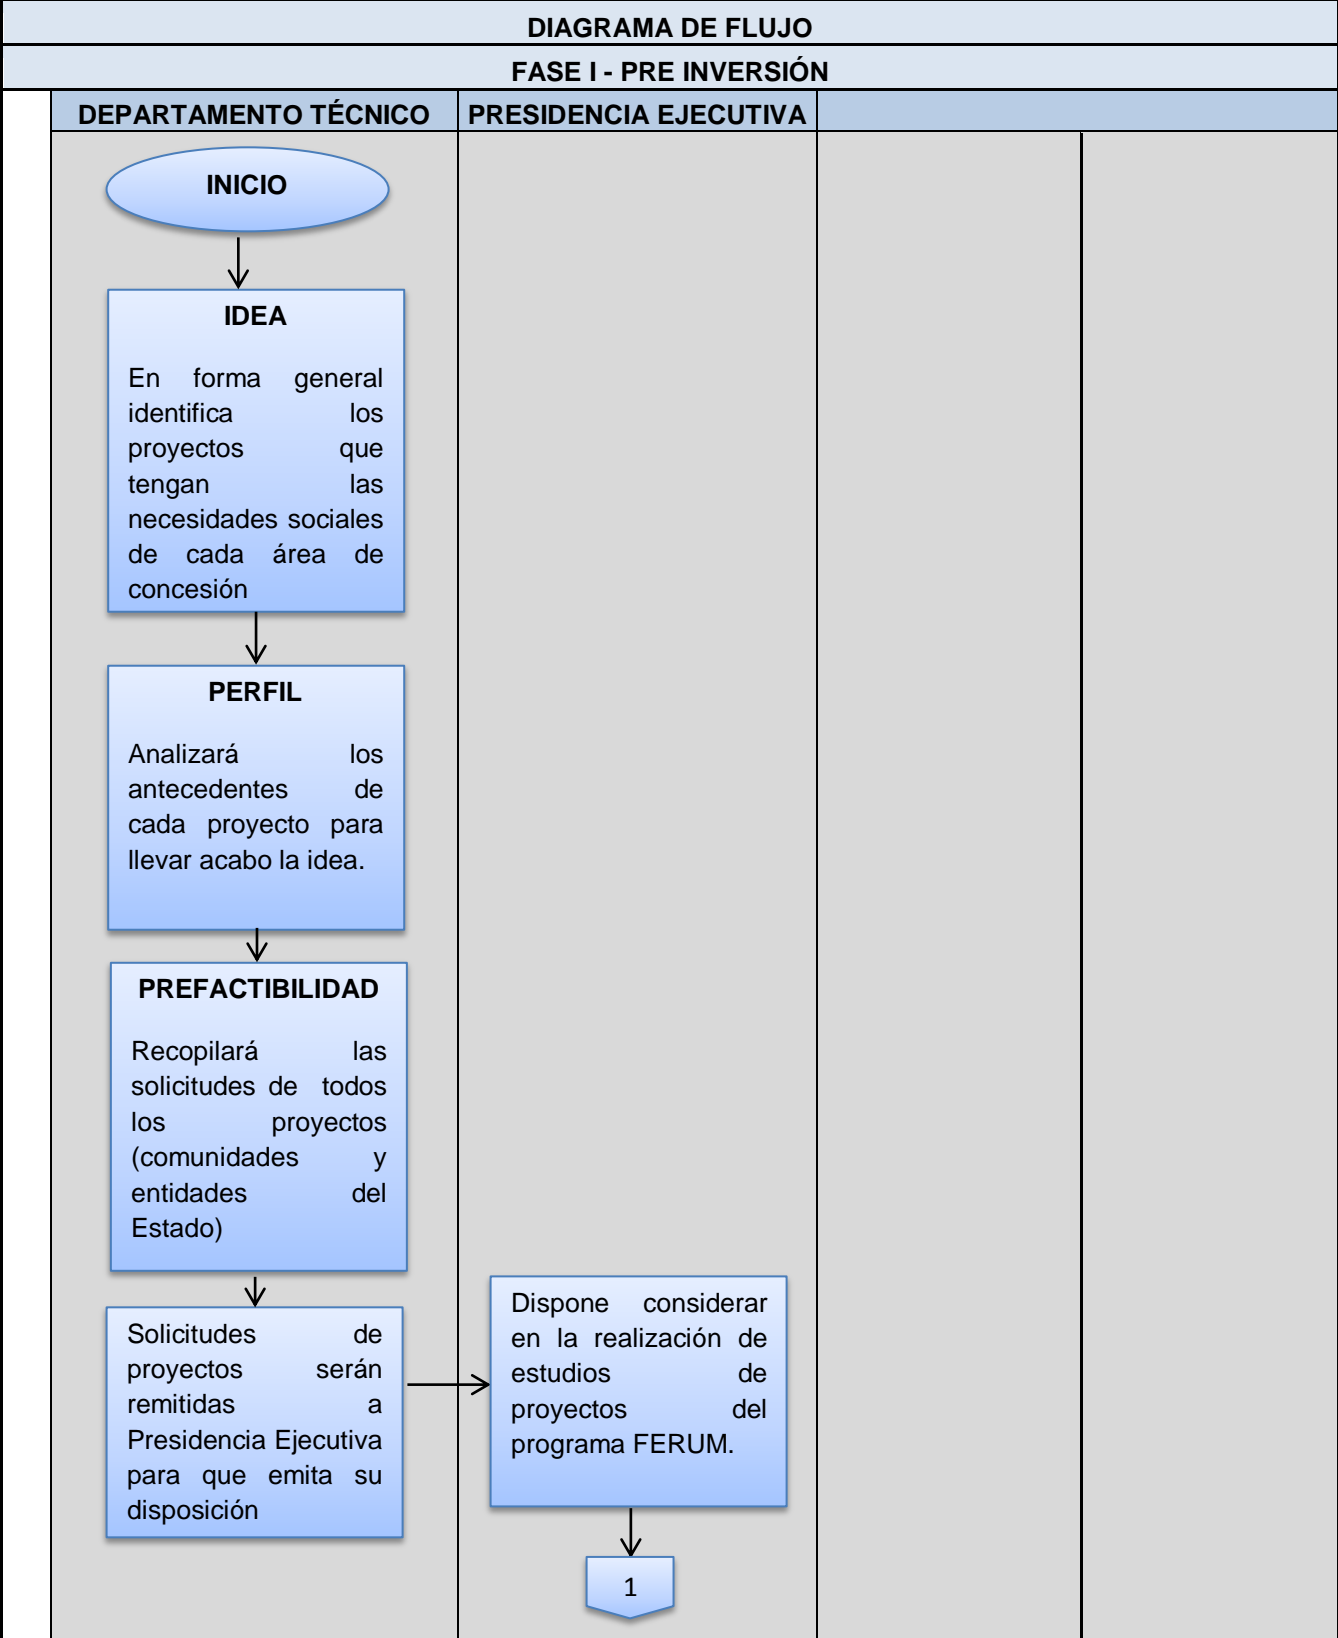 DIAGRAMA DE FLUJO
FASE I - PRE INVERSIÓN
DEPARTAMENTO TÉCNICO
PRESIDENCIA EJECUTIVA
INICIO
IDEA
En forma general
identifica los
proyectos que
tengan las
necesidades sociales
de cada área de
concesión
PERFIL
Analizará los
antecedentes de
cada proyecto para
llevar acabo la idea.
PREFACTIBILIDAD
Recopilará las
solicitudes de todos
los proyectos
(comunidades y
entidades del
Estado)
Solicitudes de
proyectos serán
remitidas a
Presidencia Ejecutiva
para que emita su
disposición
Dispone considerar
en la realización de
estudios de
proyectos del
programa FERUM.
1